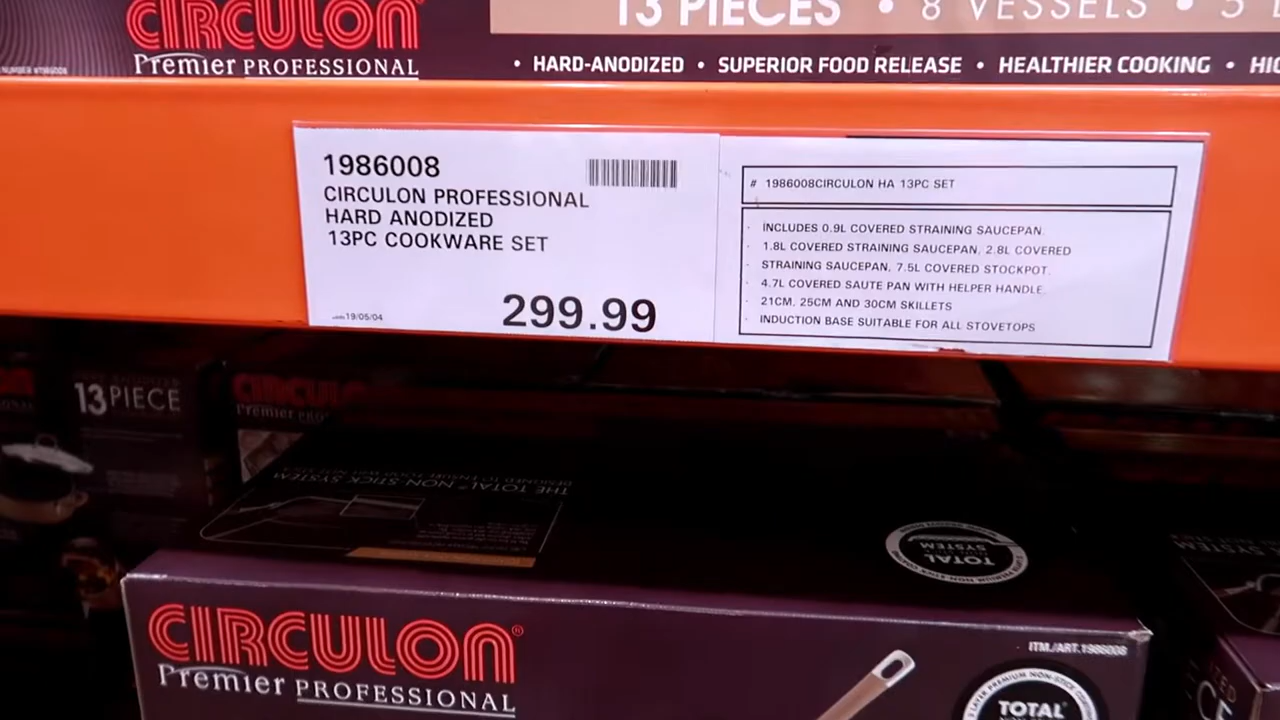 CIRCULON
Premier PROFESSIONAL
13 PIECES • 8 VESSELS • 5
• HARD-ANODIZED • SUPERIOR FOOD RELEASE • HEALTHIER COOKING •
1986008
CIRCULON PROFESSIONAL
HARD ANODIZED
13PC COOKWARE SET
19/05/04
299.99
# 1986008CIRCULON HA 13PC SET
· INCLUDES 0.9L COVERED STRAINING SAUCEPAN,
· 1.8L COVERED STRAINING SAUCEPAN, 2.8L COVERED
· STRAINING SAUCEPAN, 7.5L COVERED STOCKPOT,
· 4.7L COVERED SAUTE PAN WITH HELPER HANDLE,
· 21CM, 25CM AND 30CM SKILLETS
· INDUCTION BASE SUITABLE FOR ALL STOVETOPS
13 PIECE
CIRCULON
Premier
THE TOTAL® NON-STICK SYSTEM
TOTAL
SYSTEM
CIRCULON®
Premier PROFESSIONAL
ITM./ART.1986008
TOTAL